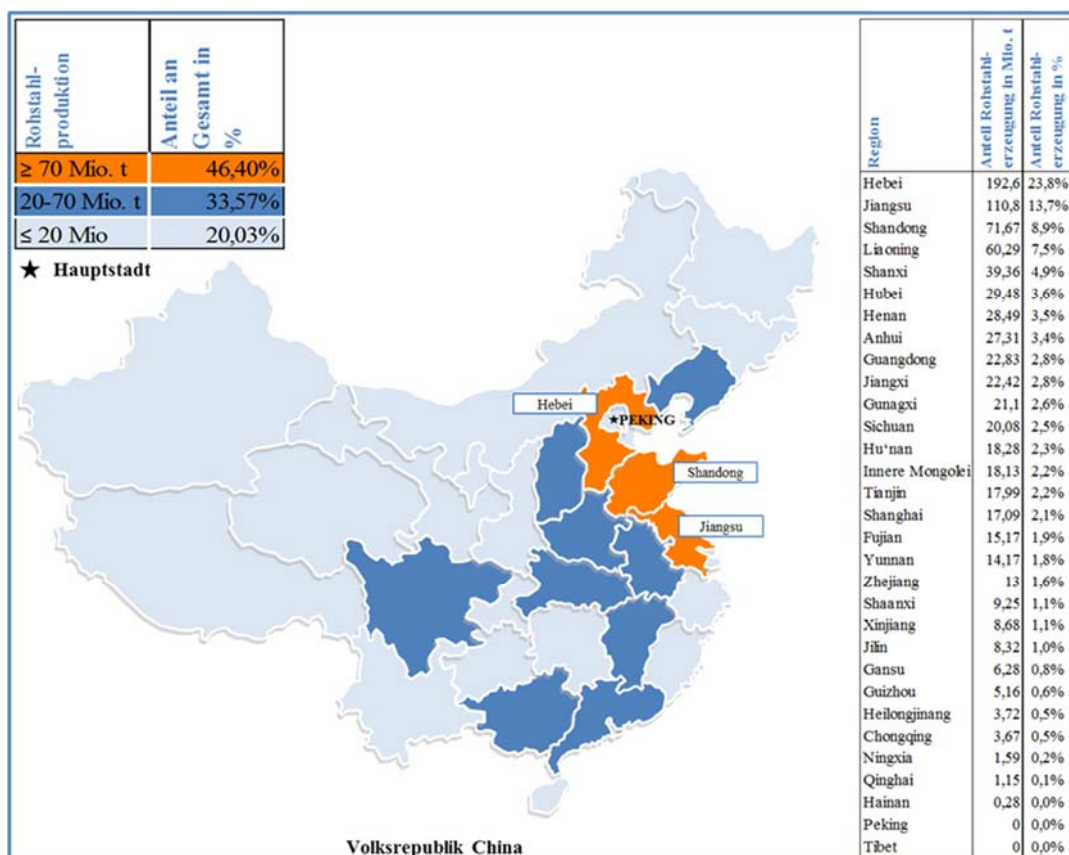 Rohstahl-
produktion
Anteil an
Gesamt in
%
≥ 70 Mio. t 46,40%
20-70 Mio. t 33,57%
≤ 20 Mio 20,03%
★ Hauptstadt
Hebei
★PEKING
Shandong
Jiangsu
Volksrepublik China
Region
Anteil Rohstahl-
erzeugung in Mio. t
Anteil Rohstahl-
erzeugung in %
Hebei 192,6 23,8%
Jiangsu 110,8 13,7%
Shandong 71,67 8,9%
Liaoning 60,29 7,5%
Shanxi 39,36 4,9%
Hubei 29,48 3,6%
Henan 28,49 3,5%
Anhui 27,31 3,4%
Guangdong 22,83 2,8%
Jiangxi 22,42 2,8%
Gunagxi 21,1 2,6%
Sichuan 20,08 2,5%
Hu‘nan 18,28 2,3%
Innere Mongolei 18,13 2,2%
Tianjin 17,99 2,2%
Shanghai 17,09 2,1%
Fujian 15,17 1,9%
Yunnan 14,17 1,8%
Zhejiang 13 1,6%
Shaanxi 9,25 1,1%
Xinjiang 8,68 1,1%
Jilin 8,32 1,0%
Gansu 6,28 0,8%
Guizhou 5,16 0,6%
Heilongjinang 3,72 0,5%
Chongqing 3,67 0,5%
Ningxia 1,59 0,2%
Qinghai 1,15 0,1%
Hainan 0,28 0,0%
Peking 0 0,0%
Tibet 0 0,0%